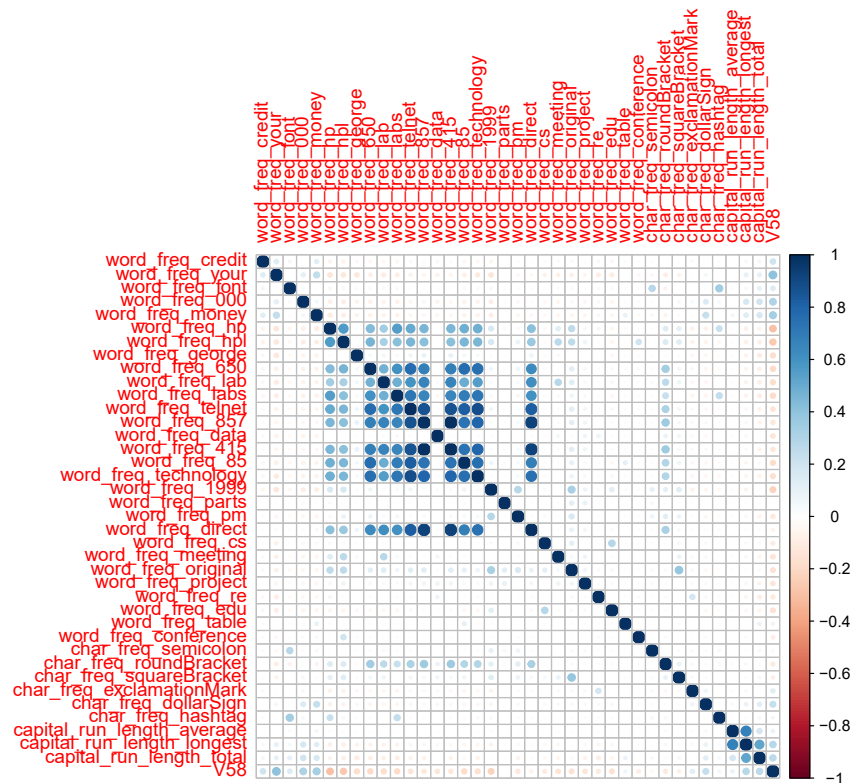 word_freq_credit
word_freq_your
word_freq_font
word_freq_000
word_freq_money
word_freq_hp
word_freq_hpl
word_freq_george
word_freq_650
word_freq_lab
word_freq_labs
word_freq_telnet
word_freq_857
word_freq_data
word_freq_415
word_freq_85
word_freq_technology
word_freq_1999
word_freq_parts
word_freq_pm
word_freq_direct
word_freq_cs
word_freq_meeting
word_freq_original
word_freq_project
word_freq_re
word_freq_edu
word_freq_table
word_freq_conference
char_freq_semicolon
char_freq_roundBracket
char_freq_squareBracket
char_freq_exclamationMark
char_freq_dollarSign
char_freq_hashtag
capital_run_length_average
capital_run_length_longest
capital_run_length_total
V58
word_freq_credit
word_freq_your
word_freq_font
word_freq_000
word_freq_money
word_freq_hp
word_freq_hpl
word_freq_george
word_freq_650
word_freq_lab
word_freq_labs
word_freq_telnet
word_freq_857
word_freq_data
word_freq_415
word_freq_85
word_freq_technology
word_freq_1999
word_freq_parts
word_freq_pm
word_freq_direct
word_freq_cs
word_freq_meeting
word_freq_original
word_freq_project
word_freq_re
word_freq_edu
word_freq_table
word_freq_conference
char_freq_semicolon
char_freq_roundBracket
char_freq_squareBracket
char_freq_exclamationMark
char_freq_dollarSign
char_freq_hashtag
capital_run_length_average
capital_run_length_longest
capital_run_length_total
V58
1
0.8
0.6
0.4
0.2
0
−0.2
−0.4
−0.6
−0.8
−1